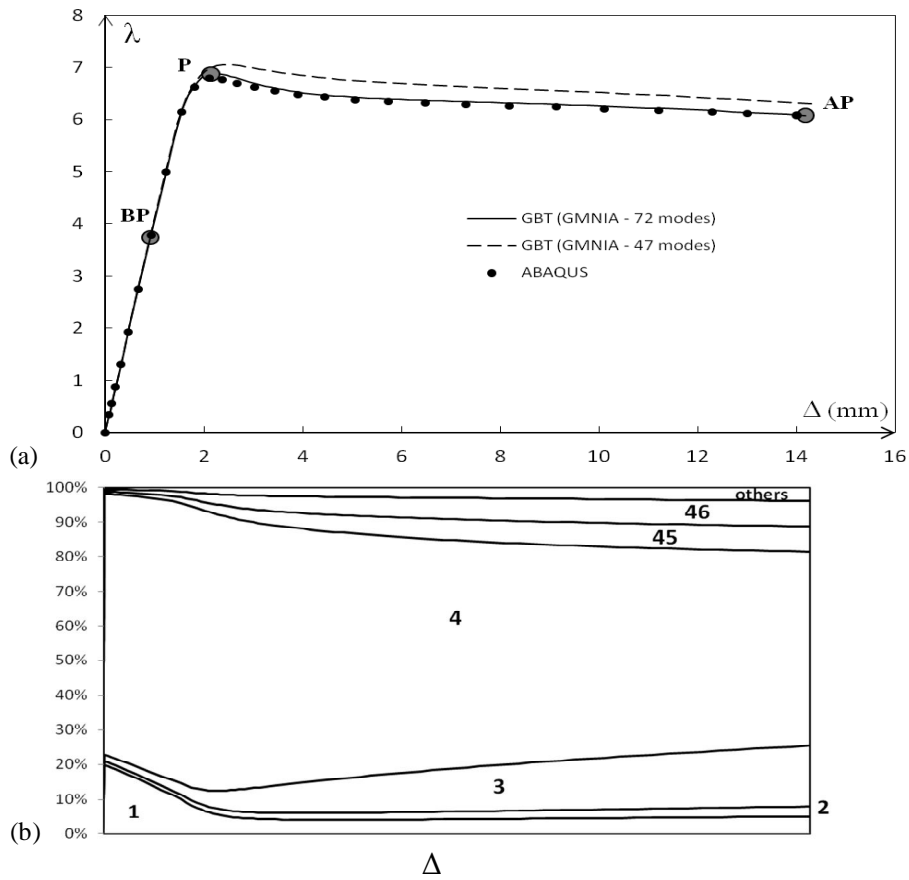 8
λ
7
P
AP
6
5
BP
4
GBT (GMNIA - 72 modes)
GBT (GMNIA - 47 modes)
ABAQUS
3
2
1
Δ (mm)
0
(a)
0 2 4 6 8 10 12 14 16
100%
others
46
90%
45
80%
70%
4
60%
50%
40%
30%
20%
3
10%
1
2
0%
(b)
Δ